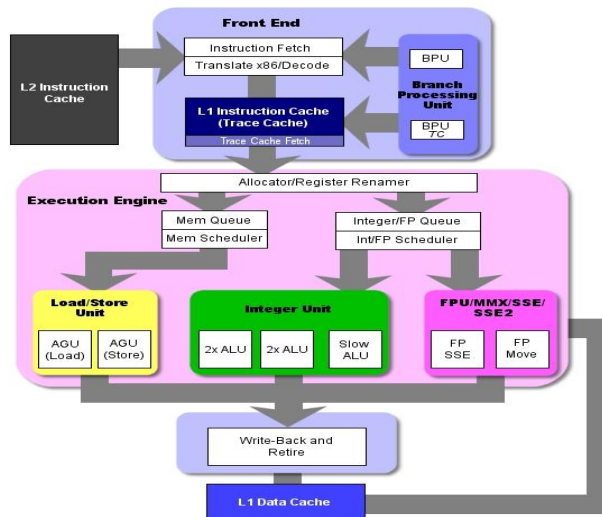 Front End
Instruction Fetch
Translate x86/Decode
L2 Instruction
Cache
BPU
Branch
Processing
Unit
BPU
TC
L1 Instruction Cache
(Trace Cache)
Trace Cache Fetch
Allocator/Register Renamer
Execution Engine
Mem Queue
Mem Scheduler
Integer/FP Queue
Int/FP Scheduler
Load/Store
Unit
AGU
(Load)
AGU
(Store)
Integer Unit
2x ALU
2x ALU
Slow
ALU
FPU/MMX/SSE/
SSE2
FP
SSE
FP
Move
Write-Back and
Retire
L1 Data Cache